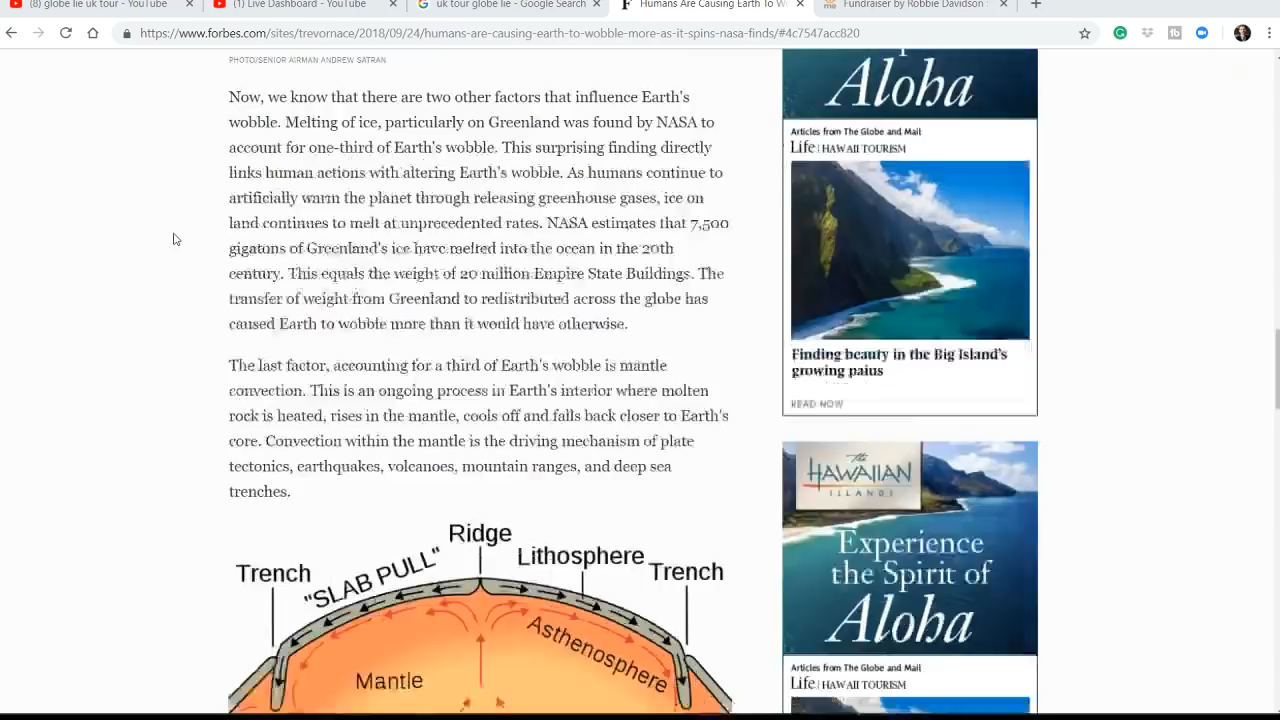 (8) globe lie uk tour - YouTube
(1) Live Dashboard - YouTube
uk tour globe lie - Google Search
Humans Are Causing Earth To W
Fundraiser by Robbie Davidson :
https://www.forbes.com/sites/trevornace/2018/09/24/humans-are-causing-earth-to-wobble-more-as-it-spins-nasa-finds/#4c7547acc820
PHOTO/SENIOR AIRMAN ANDREW SATRAN
Now, we know that there are two other factors that influence Earth's
wobble. Melting of ice, particularly on Greenland was found by NASA to
account for one-third of Earth's wobble. This surprising finding directly
links human actions with altering Earth's wobble. As humans continue to
artificially warm the planet through releasing greenhouse gases, ice on
land continues to melt at unprecedented rates. NASA estimates that 7,500
gigatons of Greenland's ice have melted into the ocean in the 20th
century. This equals the weight of 20 million Empire State Buildings. The
transfer of weight from Greenland to redistributed across the globe has
caused Earth to wobble more than it would have otherwise.
The last factor, accounting for a third of Earth's wobble is mantle
convection. This is an ongoing process in Earth's interior where molten
rock is heated, rises in the mantle, cools off and falls back closer to Earth's
core. Convection within the mantle is the driving mechanism of plate
tectonics, earthquakes, volcanoes, mountain ranges, and deep sea
trenches.
Ridge
Trench
"SLAB PULL"
Lithosphere
Trench
Asthenosphere
Mantle
Aloha
Articles from The Globe and Mail
Life | HAWAII TOURISM
Finding beauty in the Big Island's
growing palus
READ NOW
the
HAWAIIAN
ISLANDS
Experience
the Spirit of
Aloha
Articles from The Globe and Mail
Life | HAWAII TOURISM